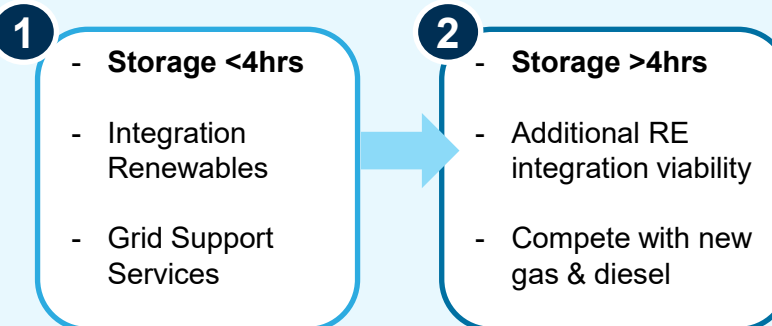 1
- Storage <4hrs
- Integration
Renewables
- Grid Support
Services
2
- Storage >4hrs
- Additional RE
integration viability
- Compete with new
gas & diesel